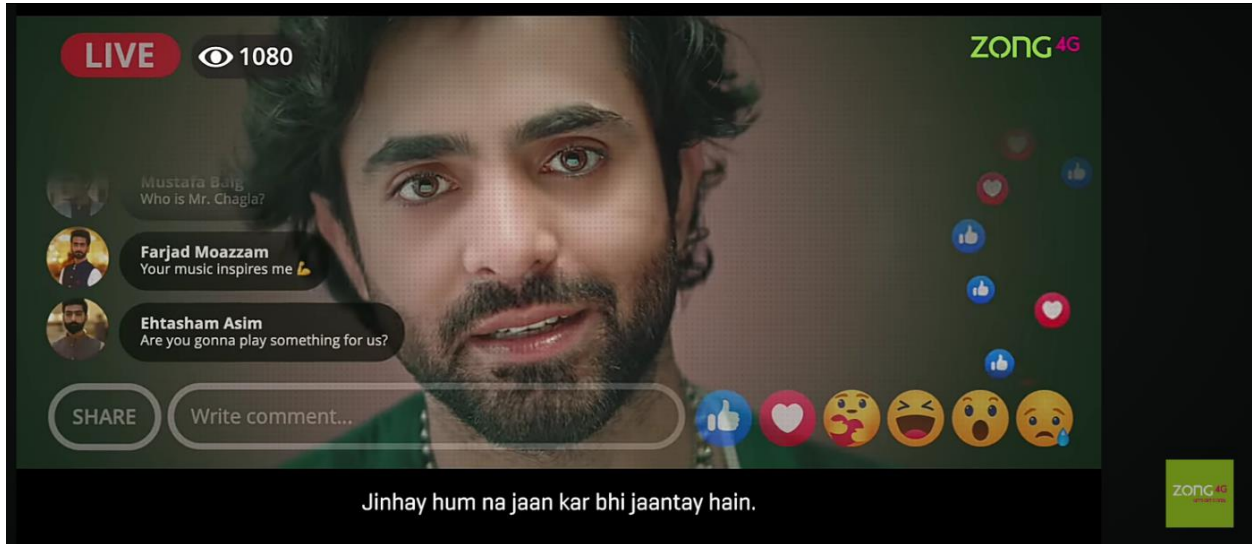 LIVE
1080
ZONG 4G
Mustafa Baig
Who is Mr. Chagla?
Farjad Moazzam
Your music inspires me 💪
Ehtasham Asim
Are you gonna play something for us?
SHARE
Write comment...
Jinhay hum na jaan kar bhi jaantay hain.
ZONG 4G